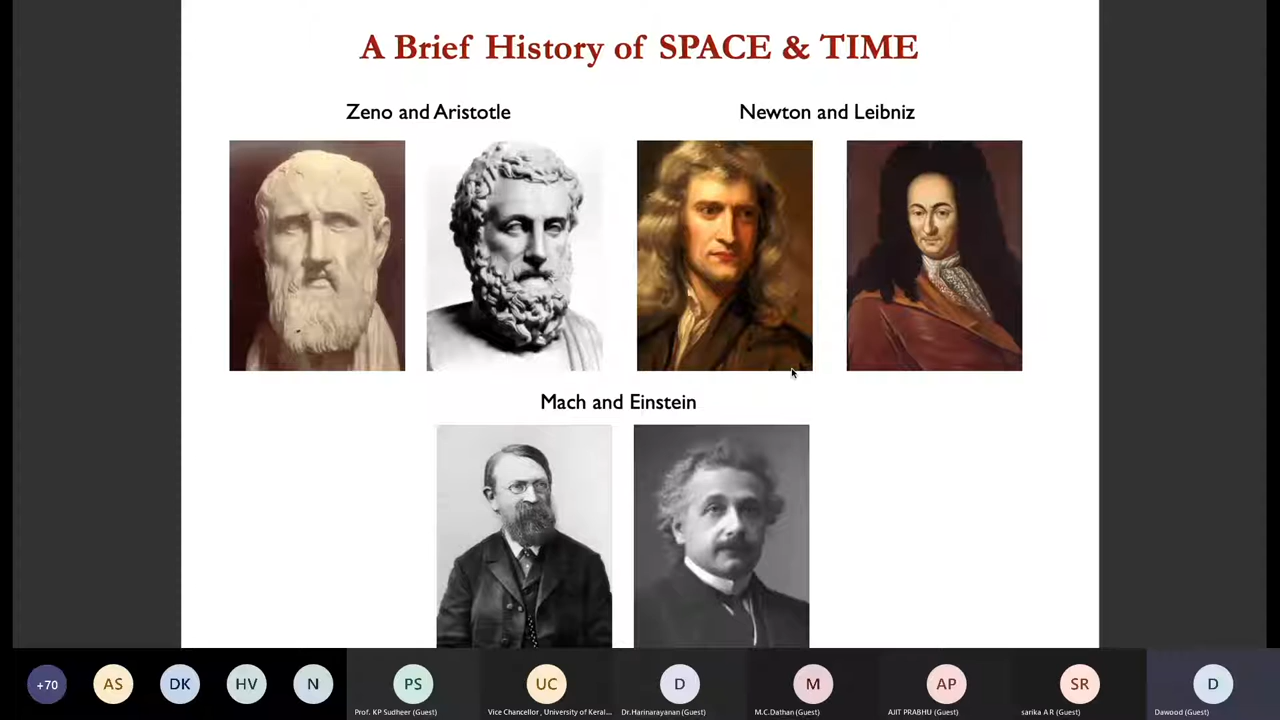 A Brief History of SPACE & TIME
Zeno and Aristotle
Newton and Leibniz
Mach and Einstein
+70
AS
DK
HV
N
PS
UC
D
M
AP
SR
D
Prof. KP Sudheer (Guest)
Vice Chancellor , University of Keral...
Dr.Harinarayanan (Guest)
M.C.Dathan (Guest)
AJIT PRABHU (Guest)
sarika A R (Guest)
Dawood (Guest)